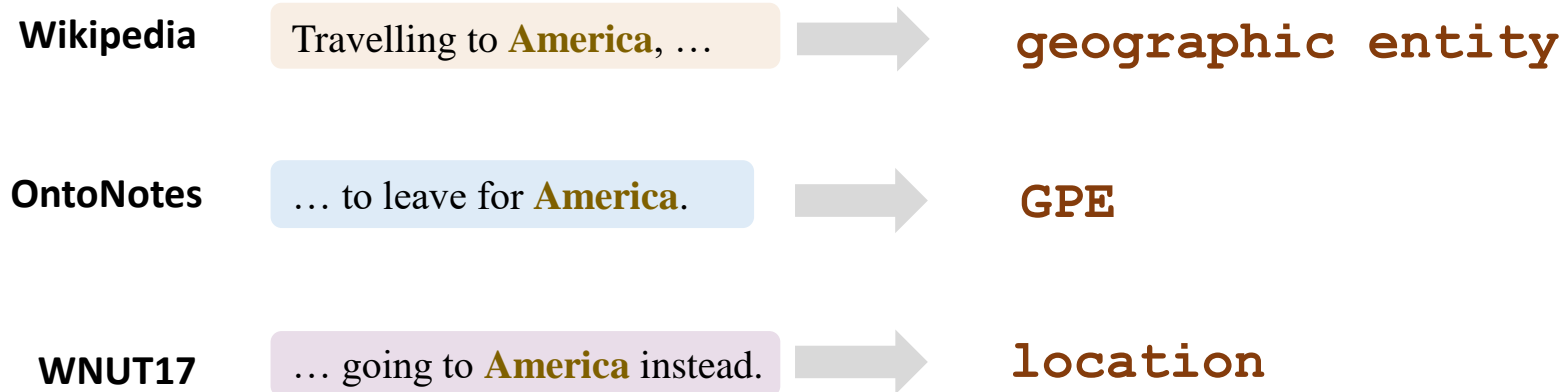 Wikipedia Travelling to America, … geographic entity
OntoNotes … to leave for America. GPE
WNUT17 … going to America instead. location